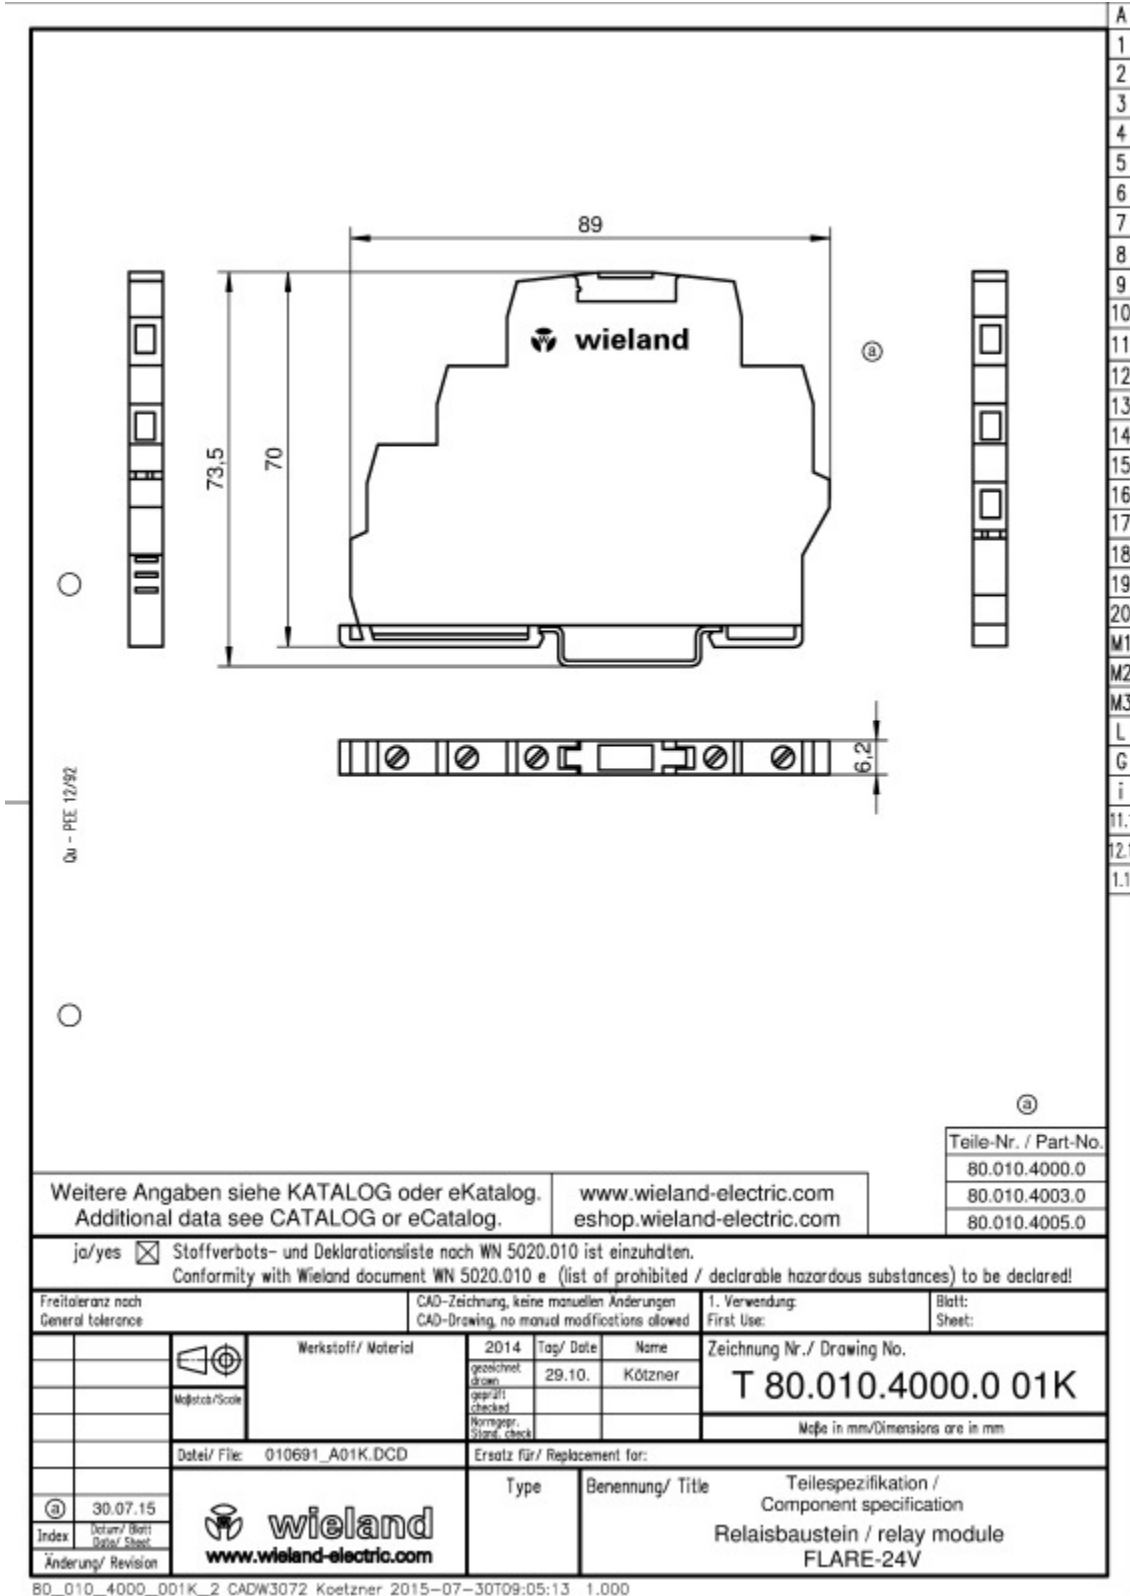 A
1
2
3
4
5
6
7
8
9
10
11
12
13
14
15
16
17
18
19
20
M1
M2
M3
L
G
i
11.1
12.1
1.1
89
wieland
a
73,5
70
6,2
Qu - PEE 12/92
a
Teile-Nr. / Part-No.
80.010.4000.0
80.010.4003.0
80.010.4005.0
Weitere Angaben siehe KATALOG oder eKatalog.
Additional data see CATALOG or eCatalog.
www.wieland-electric.com
eshop.wieland-electric.com
ja/yes Stoffverbots- und Deklarationsliste nach WN 5020.010 ist einzuhalten.
Conformity with Wieland document WN 5020.010 e (list of prohibited / declarable hazardous substances) to be declared!
Freitoleranz nach
General tolerance
CAD-Zeichnung, keine manuellen Änderungen
CAD-Drawing, no manual modifications allowed
1. Verwendung:
First Use:
Blatt:
Sheet:
Maßstab/Scale
Werkstoff/ Material
2014 Tag/ Date Name
gezeichnet
drawn
29.10. Kötzner
geprüft
checked
Normgepr.
Stand. check
Zeichnung Nr./ Drawing No.
T 80.010.4000.0 01K
Maße in mm/Dimensions are in mm
Datei/ File: 010691_A01K.DCD
Ersatz für/ Replacement for:
Type
Benennung/ Title
Teilespezifikation /
Component specification
Relaisbaustein / relay module
FLARE-24V
a 30.07.15
Index
Datum/ Blatt
Date/ Sheet
Änderung/ Revision
wieland
www.wieland-electric.com
80_010_4000_001K_2 CADW3072 Koetzner 2015-07-30T09:05:13 1.000